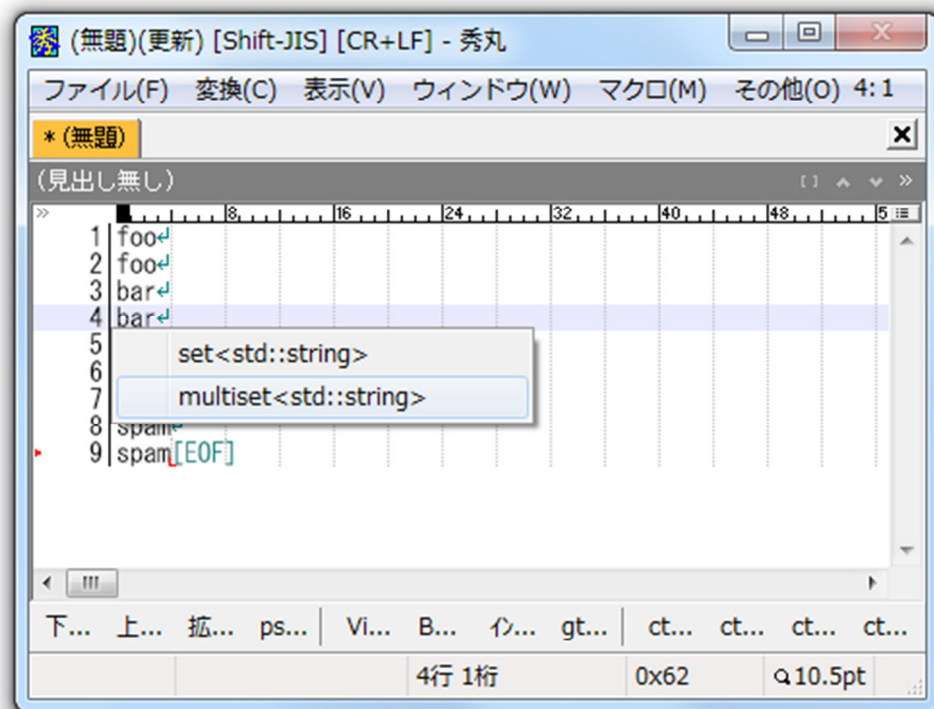 (無題)(更新) [Shift-JIS] [CR+LF] - 秀丸
ファイル(F) 変換(C) 表示(V) ウィンドウ(W) マクロ(M) その他(O) 4:1
* (無題)
(見出し無し)
8 16 24 32 40 48 5
1 foo
2 foo
3 bar
4 bar
5 set<std::string>
6
7 multiset<std::string>
8 spam
9 spam[EOF]
下... 上... 拡... ps... Vi... B... イン... gt... ct... ct... ct... ct...
4行 1桁 0x62 10.5pt